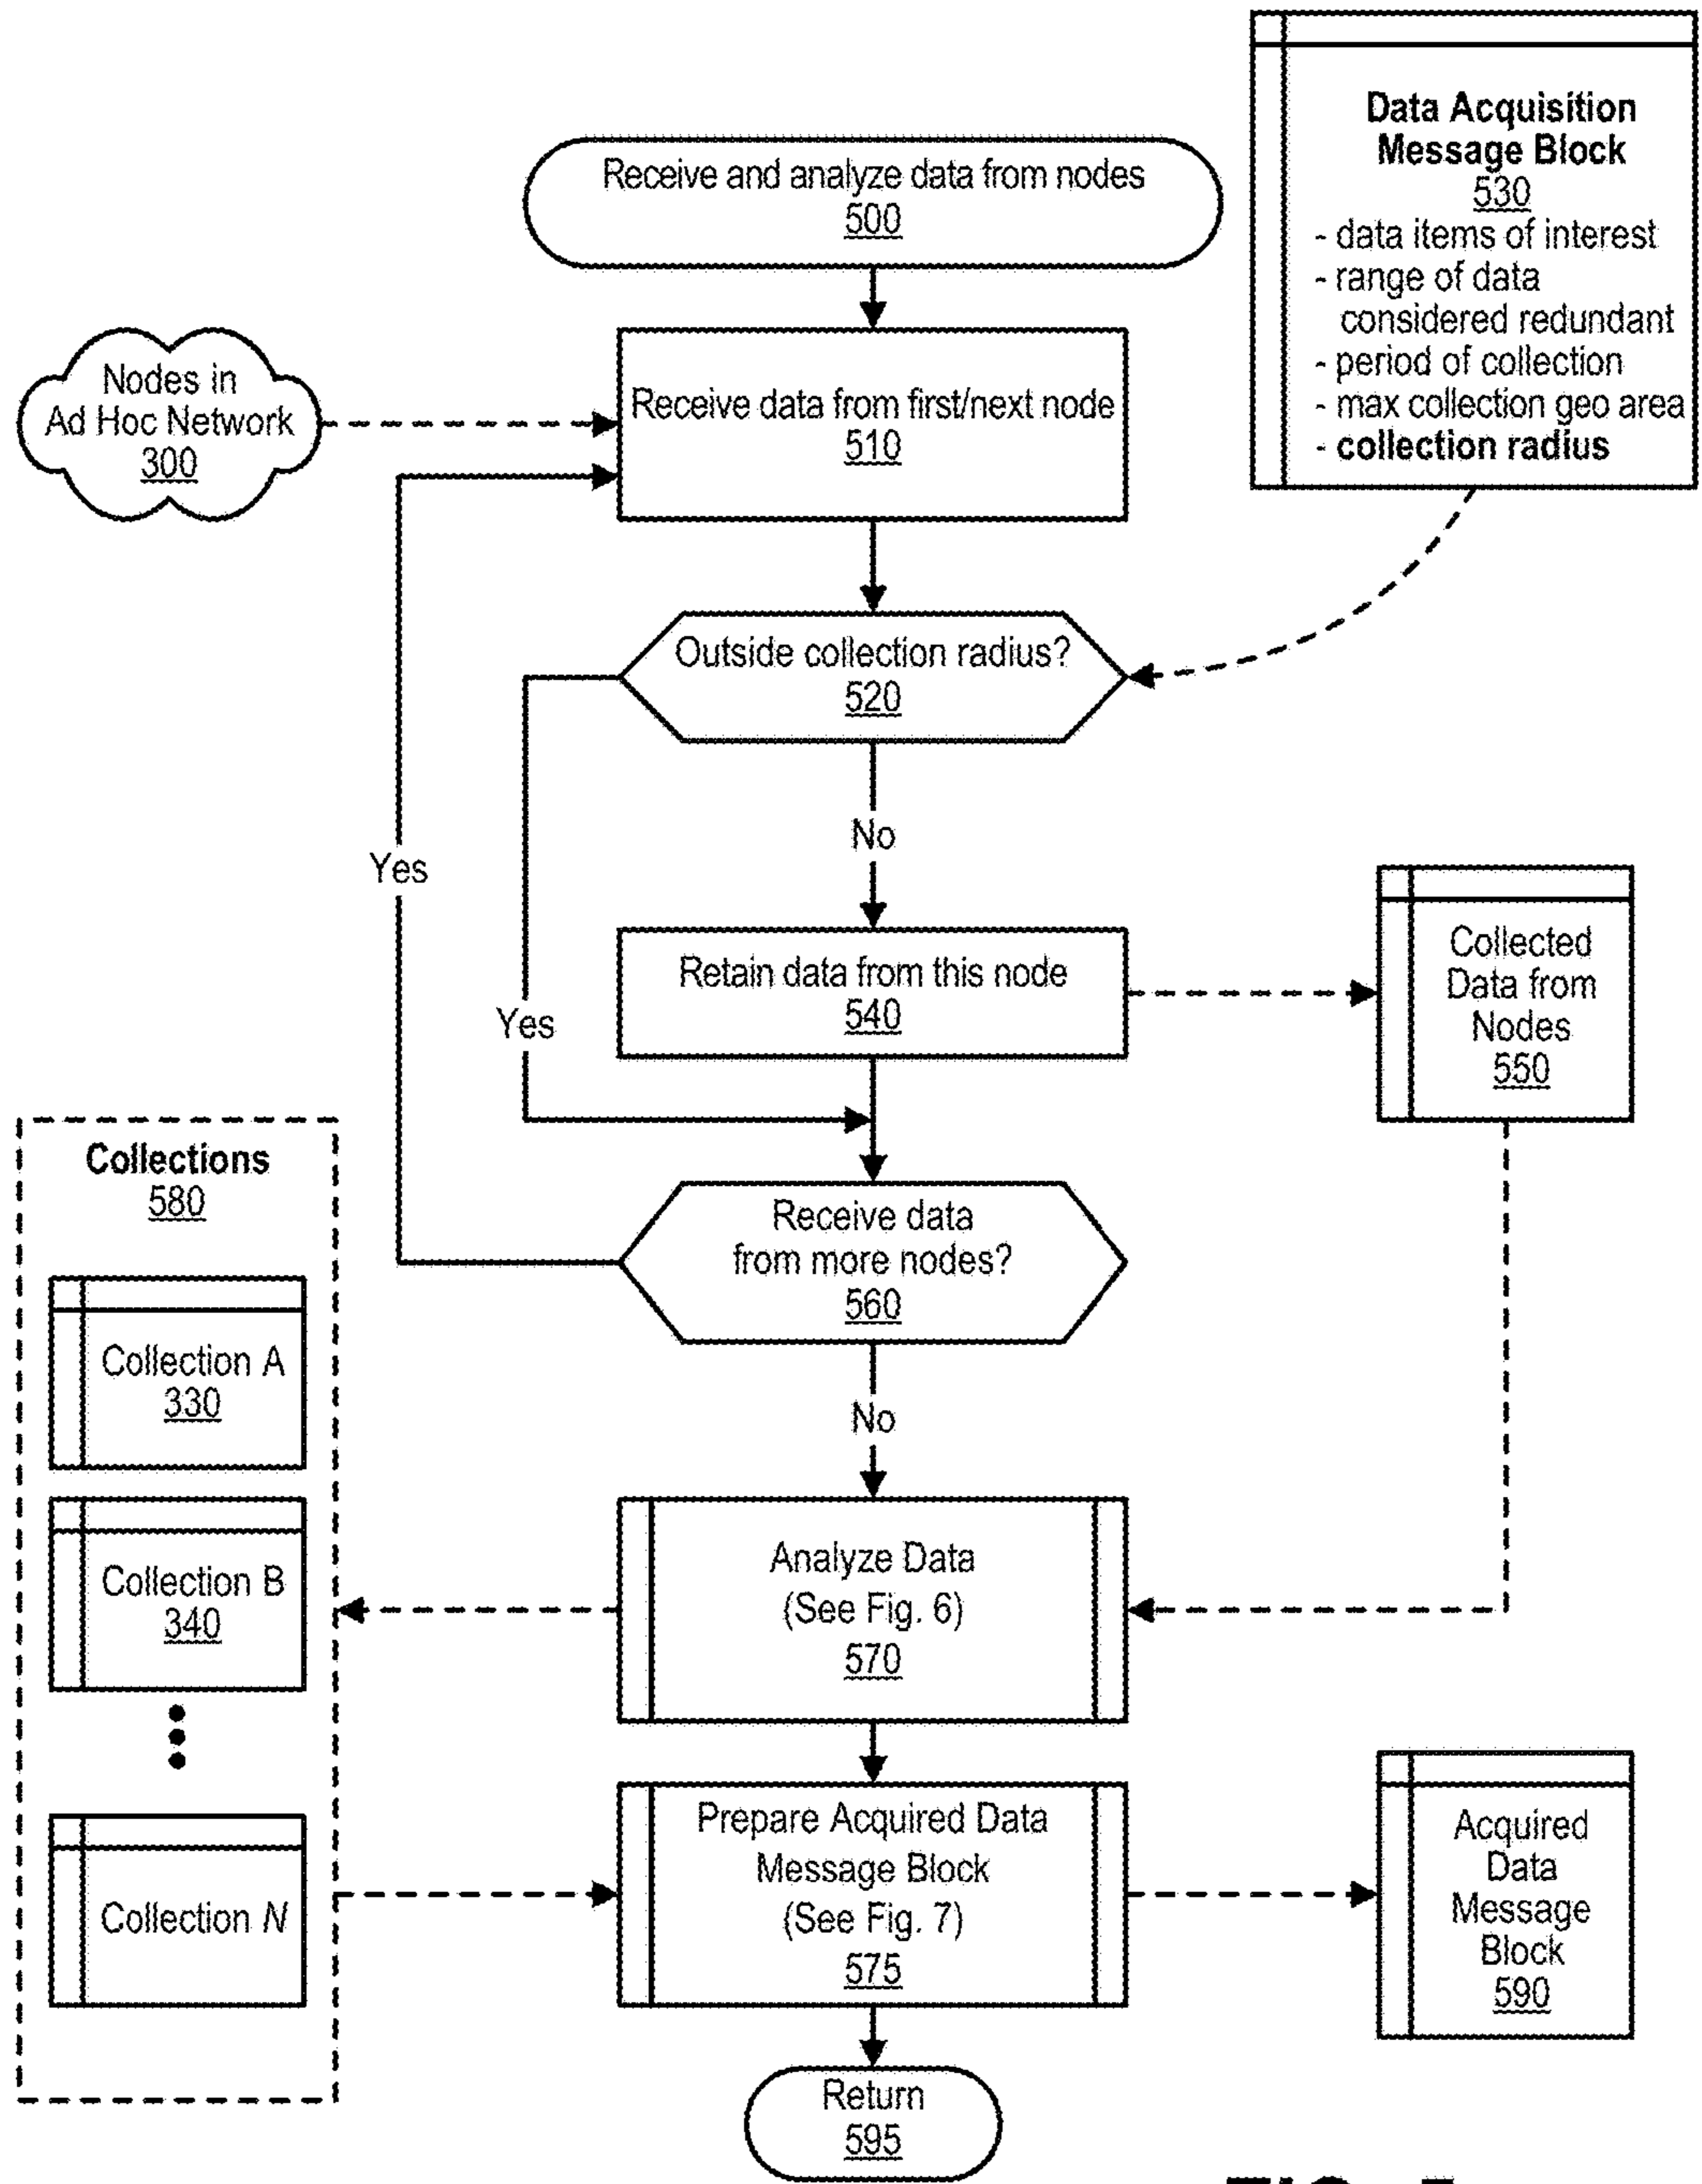 Receive and analyze data from nodes
500
Data Acquisition
Message Block
530
- data items of interest
- range of data
considered redundant
- period of collection
- max collection geo area
- collection radius
Nodes in
Ad Hoc Network
300
Receive data from first/next node
510
Outside collection radius?
520
No
Yes
Yes
Retain data from this node
540
Collected
Data from
Nodes
550
Collections
580
Receive data
from more nodes?
560
No
Collection A
330
Collection B
340
Collection N
Analyze Data
(See Fig. 6)
570
Prepare Acquired Data
Message Block
(See Fig. 7)
575
Acquired
Data
Message
Block
590
Return
595